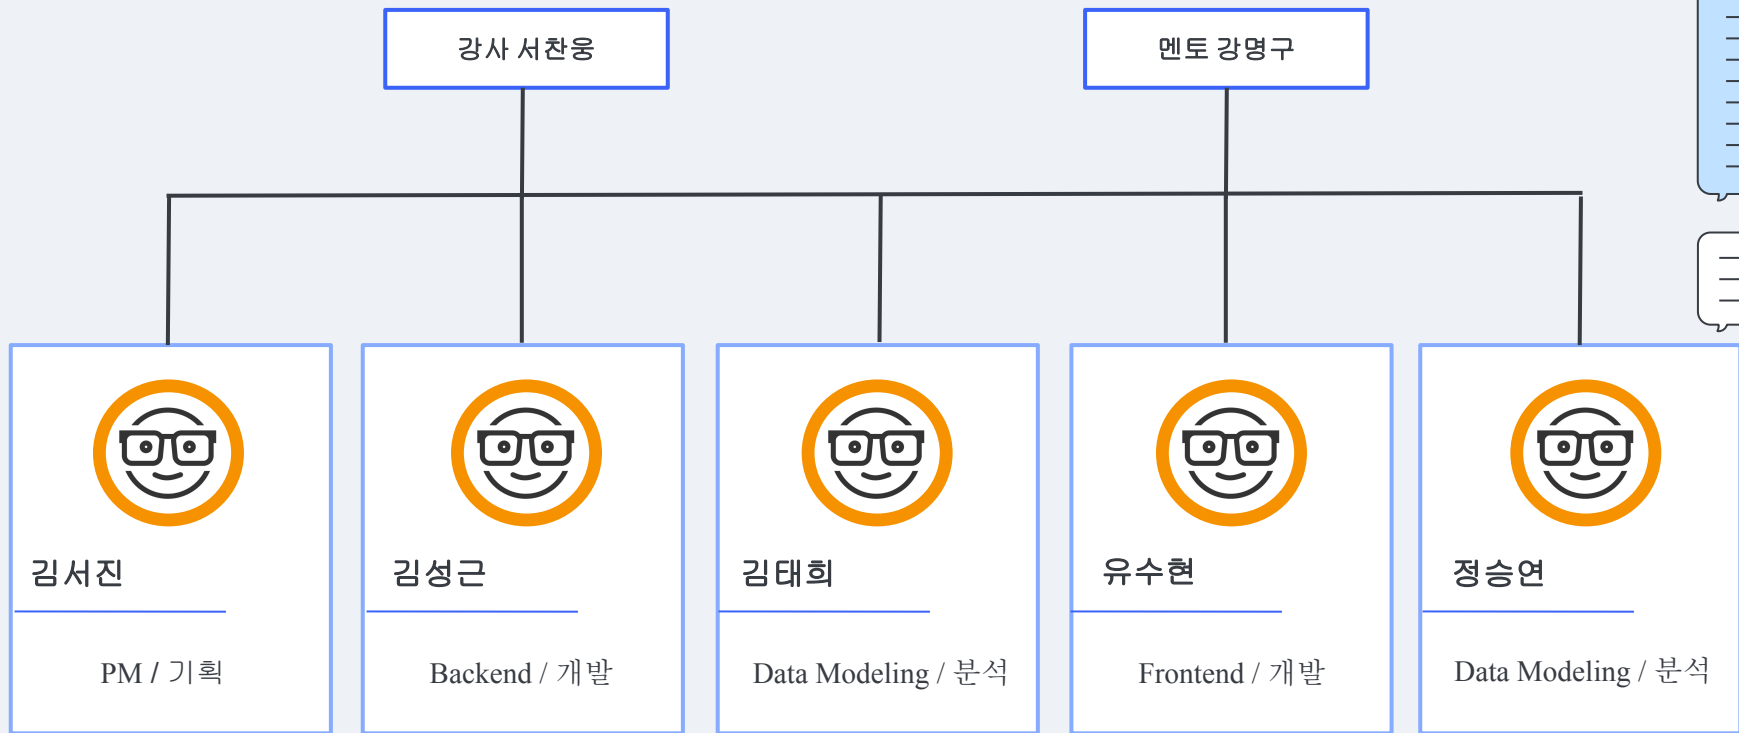 강사 서찬웅
멘토 강명구
김서진
PM / 기획
김성근
Backend / 개발
김태희
Data Modeling / 분석
유수현
Frontend / 개발
정승연
Data Modeling / 분석